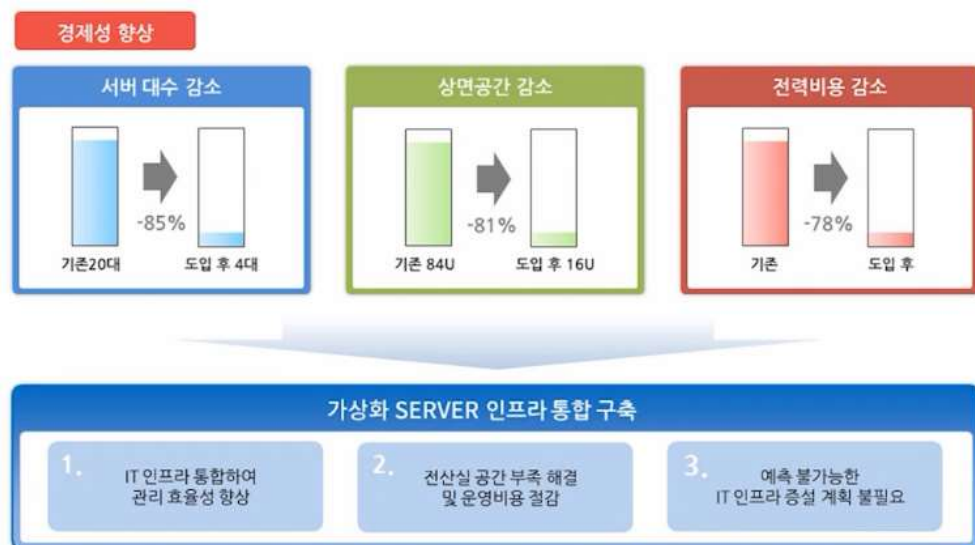 경제성 향상
서버 대수 감소
-85%
기존20대
도입 후 4대
상면공간 감소
-81%
기존 84U
도입 후 16U
전력비용 감소
-78%
기존
도입 후
가상화 SERVER 인프라 통합 구축
1.
IT 인프라 통합하여
관리 효율성 향상
2.
전산실 공간 부족 해결
및 운영비용 절감
3.
예측 불가능한
IT 인프라 증설 계획 불필요